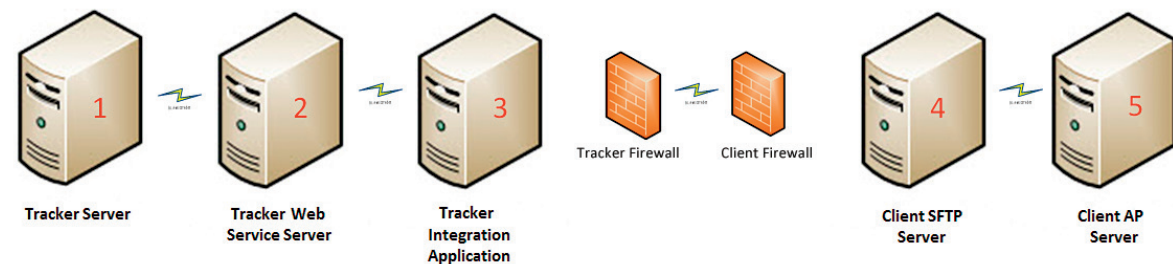 1
2
3
4
5
Tracker Firewall
Client Firewall
Tracker Server
Tracker Web
Service Server
Tracker
Integration
Application
Client SFTP
Server
Client AP
Server